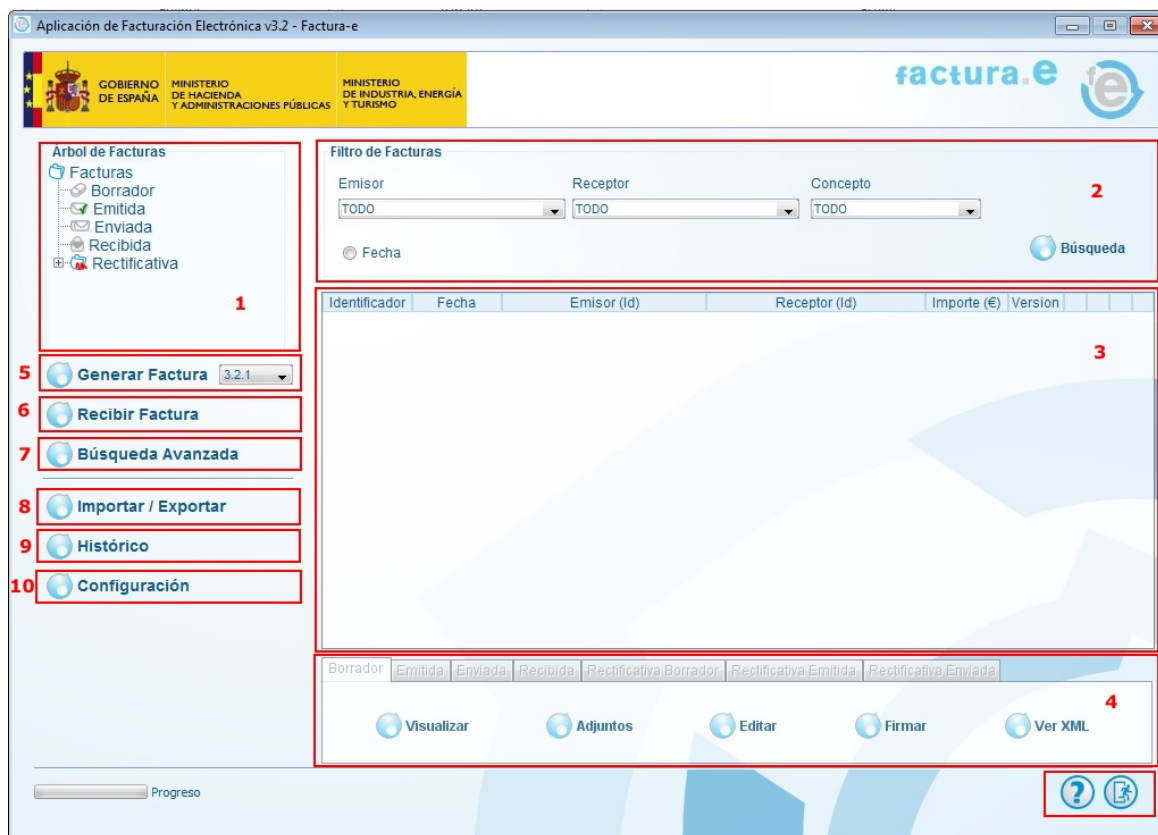 Aplicación de Facturación Electrónica v3.2 - Factura-e
GOBIERNO DE ESPAÑA
MINISTERIO DE HACIENDA Y ADMINISTRACIONES PÚBLICAS
MINISTERIO DE INDUSTRIA, ENERGÍA Y TURISMO
factura.e
e
Árbol de Facturas
Facturas
Borrador
Emitida
Enviada
Recibida
Rectificativa
1
Filtro de Facturas
Emisor Receptor Concepto
TODO TODO TODO
2
Fecha
Búsqueda
Identificador Fecha Emisor (Id) Receptor (Id) Importe (€) Version
3
5 Generar Factura 3.2.1
6 Recibir Factura
7 Búsqueda Avanzada
8 Importar / Exportar
9 Histórico
10 Configuración
Borrador Emitida Enviada Recibida Rectificativa Borrador Rectificativa Emitida Rectificativa Enviada
4
Visualizar Adjuntos Editar Firmar Ver XML
Progreso
?